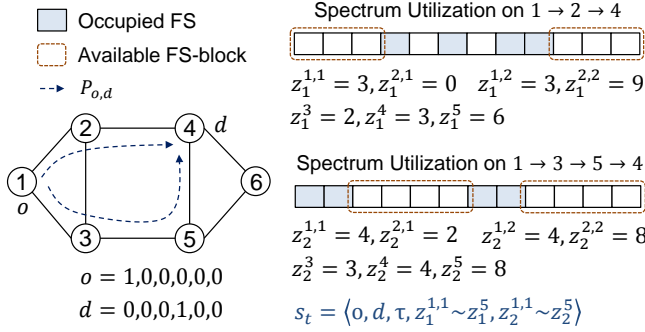 Occupied FS
Available FS-block
P_{o,d}
2
4
d
1
o
6
3
5
o = 1,0,0,0,0,0
d = 0,0,0,1,0,0
Spectrum Utilization on 1 → 2 → 4
z_1^{1,1} = 3, z_1^{2,1} = 0 z_1^{1,2} = 3, z_1^{2,2} = 9
z_1^3 = 2, z_1^4 = 3, z_1^5 = 6
Spectrum Utilization on 1 → 3 → 5 → 4
z_2^{1,1} = 4, z_2^{2,1} = 2 z_2^{1,2} = 4, z_2^{2,2} = 8
z_2^3 = 3, z_2^4 = 4, z_2^5 = 8
s_t = ⟨o, d, τ, z_1^{1,1}~z_1^5, z_2^{1,1}~z_2^5⟩